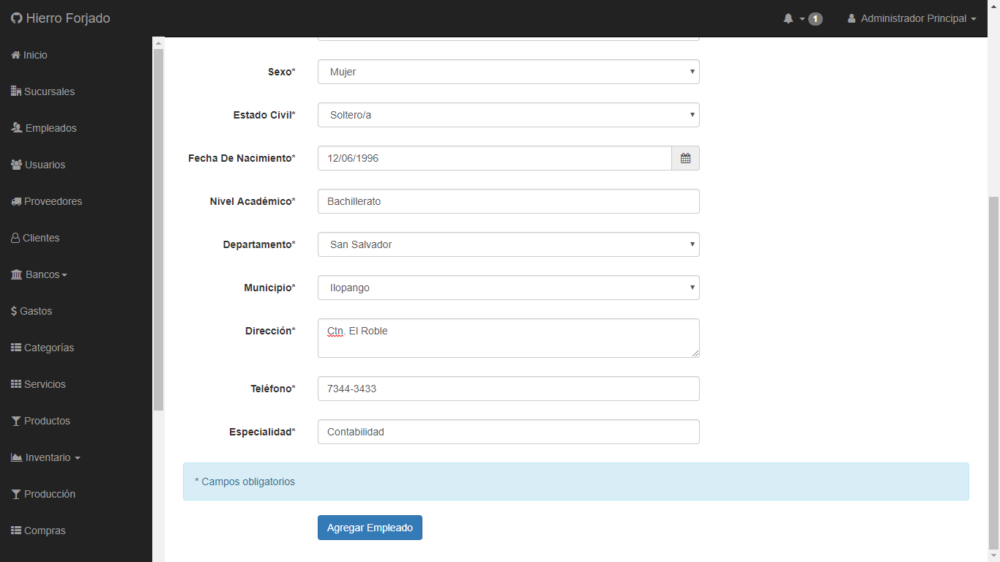 Hierro Forjado
1
Administrador Principal
Inicio
Sucursales
Empleados
Usuarios
Proveedores
Clientes
Bancos
Gastos
Categorías
Servicios
Productos
Inventario
Producción
Compras
Sexo* Mujer
Estado Civil* Soltero/a
Fecha De Nacimiento* 12/06/1996
Nivel Académico* Bachillerato
Departamento* San Salvador
Municipio* Ilopango
Dirección* Ctn. El Roble
Teléfono* 7344-3433
Especialidad* Contabilidad
* Campos obligatorios
Agregar Empleado